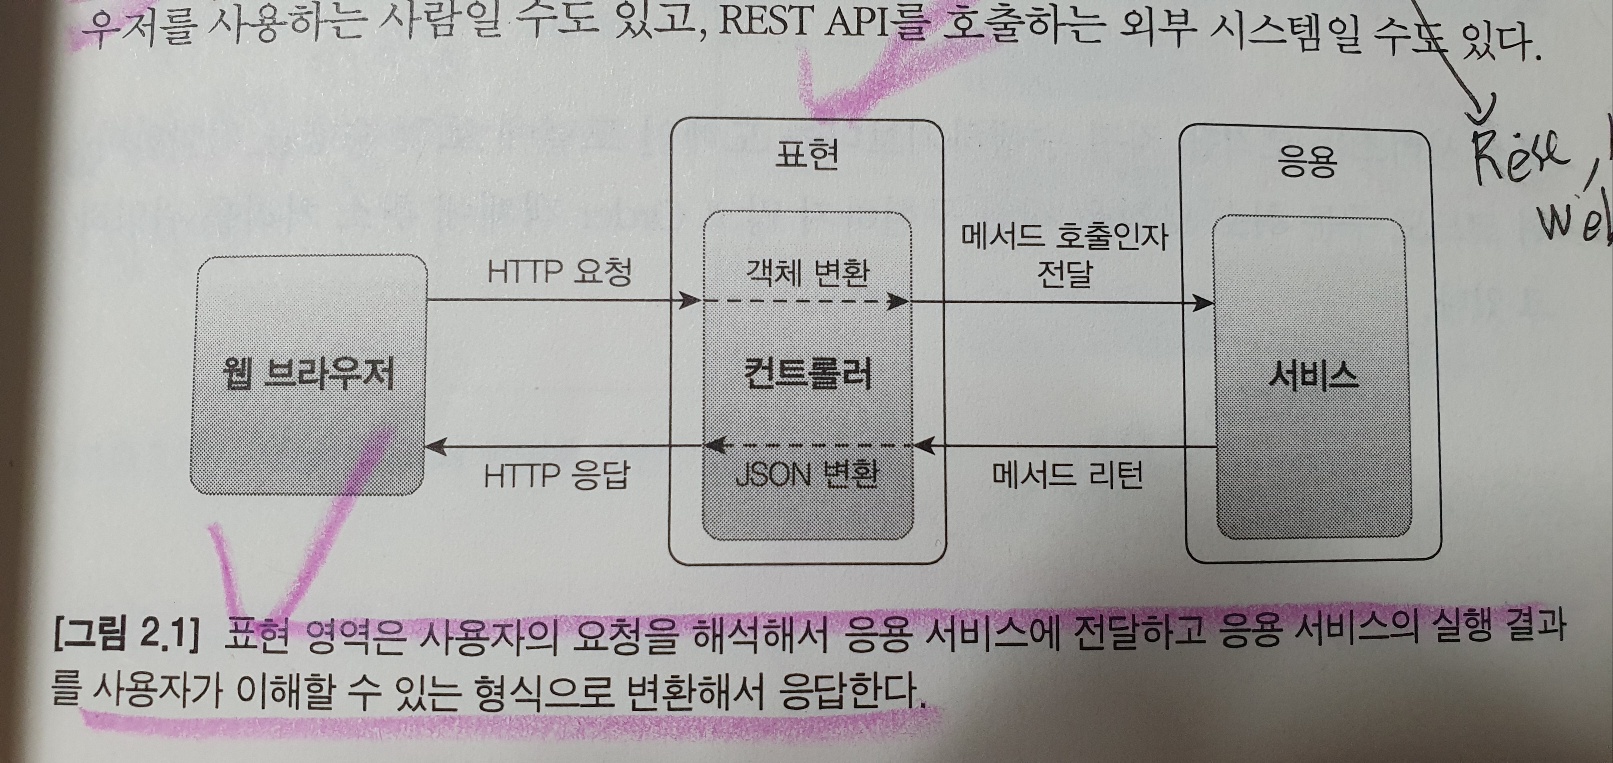 우저를 사용하는 사람일 수도 있고, REST API를 호출하는 외부 시스템일 수도 있다.
표현
응용
메서드 호출인자
전달
HTTP 요청
객체 변환
웹 브라우저
컨트롤러
서비스
HTTP 응답
JSON 변환
메서드 리턴
[그림 2.1] 표현 영역은 사용자의 요청을 해석해서 응용 서비스에 전달하고 응용 서비스의 실행 결과
를 사용자가 이해할 수 있는 형식으로 변환해서 응답한다.